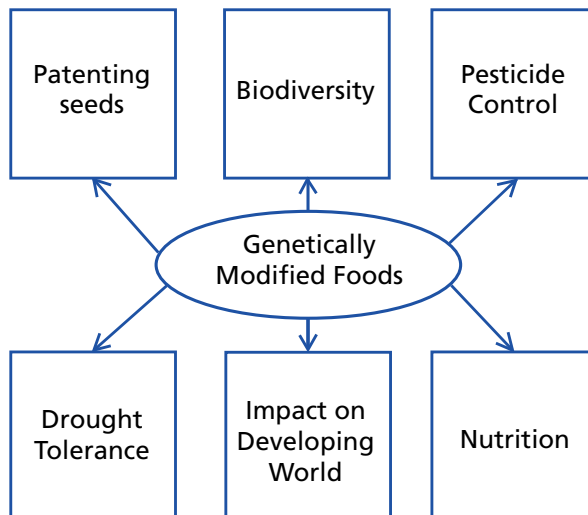 Patenting
seeds
Biodiversity
Pesticide
Control
Genetically
Modified Foods
Drought
Tolerance
Impact on
Developing
World
Nutrition